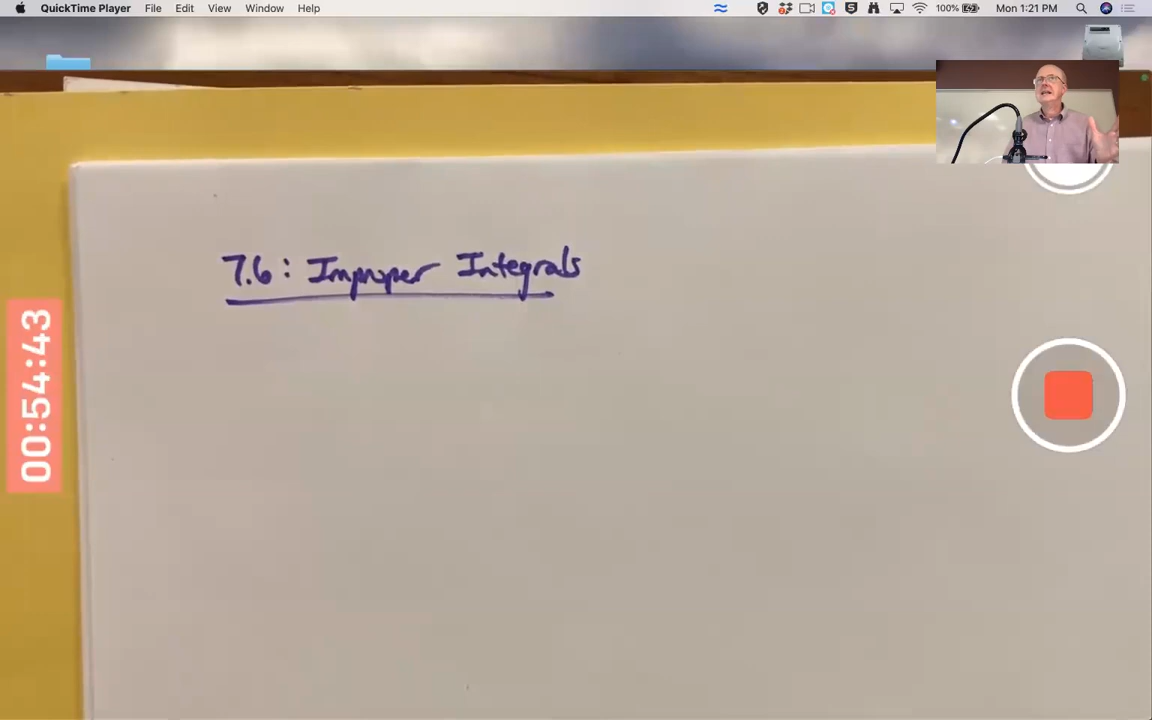 QuickTime Player File Edit View Window Help 100% Mon 1:21 PM
7.6: Improper Integrals
00:54:43